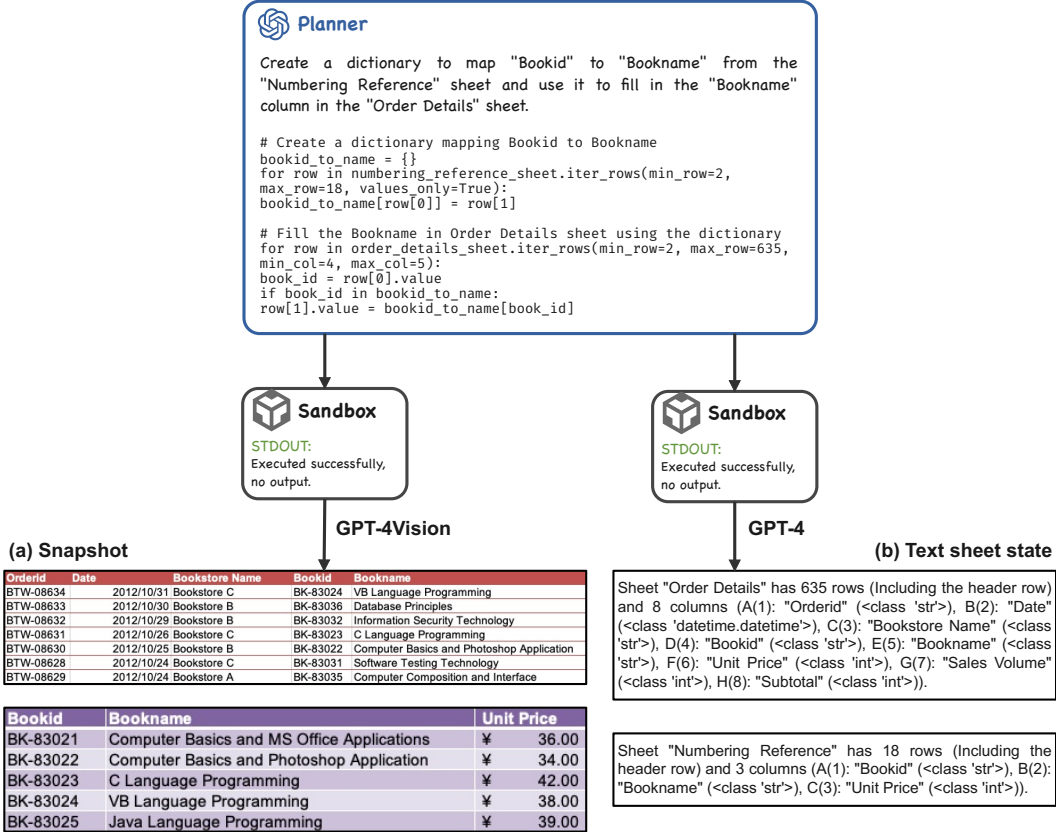 Planner
Create a dictionary to map "Bookid" to "Bookname" from the
"Numbering Reference" sheet and use it to fill in the "Bookname"
column in the "Order Details" sheet.
# Create a dictionary mapping Bookid to Bookname
bookid_to_name = {}
for row in numbering_reference_sheet.iter_rows(min_row=2,
max_row=18, values_only=True):
bookid_to_name[row[0]] = row[1]
# Fill the Bookname in Order Details sheet using the dictionary
for row in order_details_sheet.iter_rows(min_row=2, max_row=635,
min_col=4, max_col=5):
book_id = row[0].value
if book_id in bookid_to_name:
row[1].value = bookid_to_name[book_id]
Sandbox
STDOUT:
Executed successfully,
no output.
Sandbox
STDOUT:
Executed successfully,
no output.
GPT-4Vision
GPT-4
(a) Snapshot
(b) Text sheet state
Orderid Date Bookstore Name Bookid Bookname
BTW-08634 2012/10/31 Bookstore C BK-83024 VB Language Programming
BTW-08633 2012/10/30 Bookstore B BK-83036 Database Principles
BTW-08632 2012/10/29 Bookstore B BK-83032 Information Security Technology
BTW-08631 2012/10/26 Bookstore C BK-83023 C Language Programming
BTW-08630 2012/10/25 Bookstore B BK-83022 Computer Basics and Photoshop Application
BTW-08628 2012/10/24 Bookstore C BK-83031 Software Testing Technology
BTW-08629 2012/10/24 Bookstore A BK-83035 Computer Composition and Interface
Bookid Bookname Unit Price
BK-83021 Computer Basics and MS Office Applications ¥ 36.00
BK-83022 Computer Basics and Photoshop Application ¥ 34.00
BK-83023 C Language Programming ¥ 42.00
BK-83024 VB Language Programming ¥ 38.00
BK-83025 Java Language Programming ¥ 39.00
Sheet "Order Details" has 635 rows (Including the header row)
and 8 columns (A(1): "Orderid" (<class 'str'>), B(2): "Date"
(<class 'datetime.datetime'>), C(3): "Bookstore Name" (<class
'str'>), D(4): "Bookid" (<class 'str'>), E(5): "Bookname" (<class
'str'>), F(6): "Unit Price" (<class 'int'>), G(7): "Sales Volume"
(<class 'int'>), H(8): "Subtotal" (<class 'int'>)).
Sheet "Numbering Reference" has 18 rows (Including the
header row) and 3 columns (A(1): "Bookid" (<class 'str'>), B(2):
"Bookname" (<class 'str'>), C(3): "Unit Price" (<class 'int'>)).